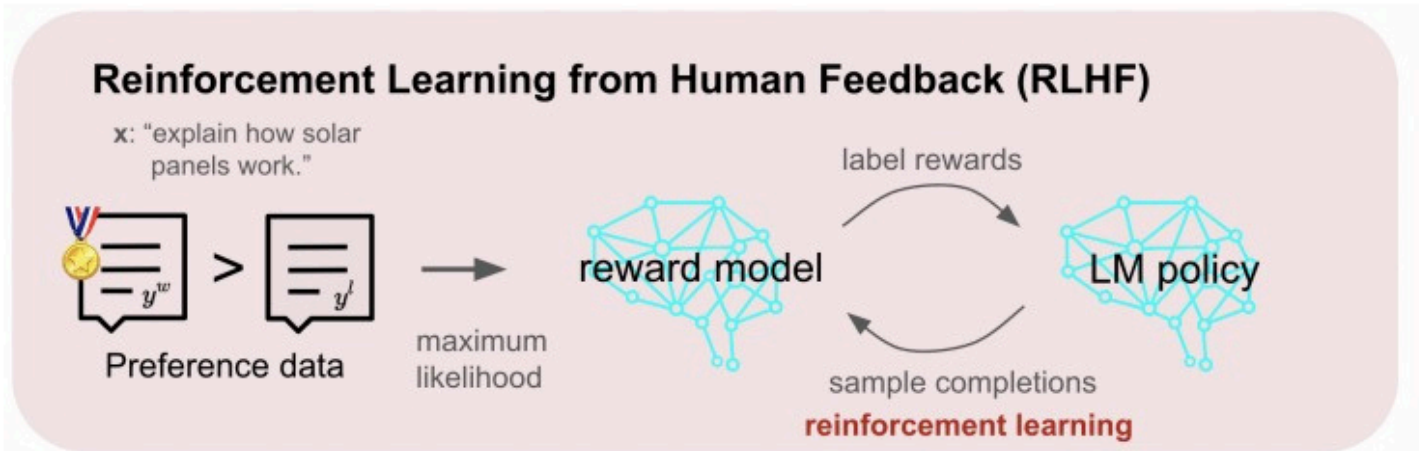 Reinforcement Learning from Human Feedback (RLHF)
x: “explain how solar
panels work.”
label rewards
y^w
>
y^l
reward model
LM policy
maximum
likelihood
Preference data
sample completions
reinforcement learning